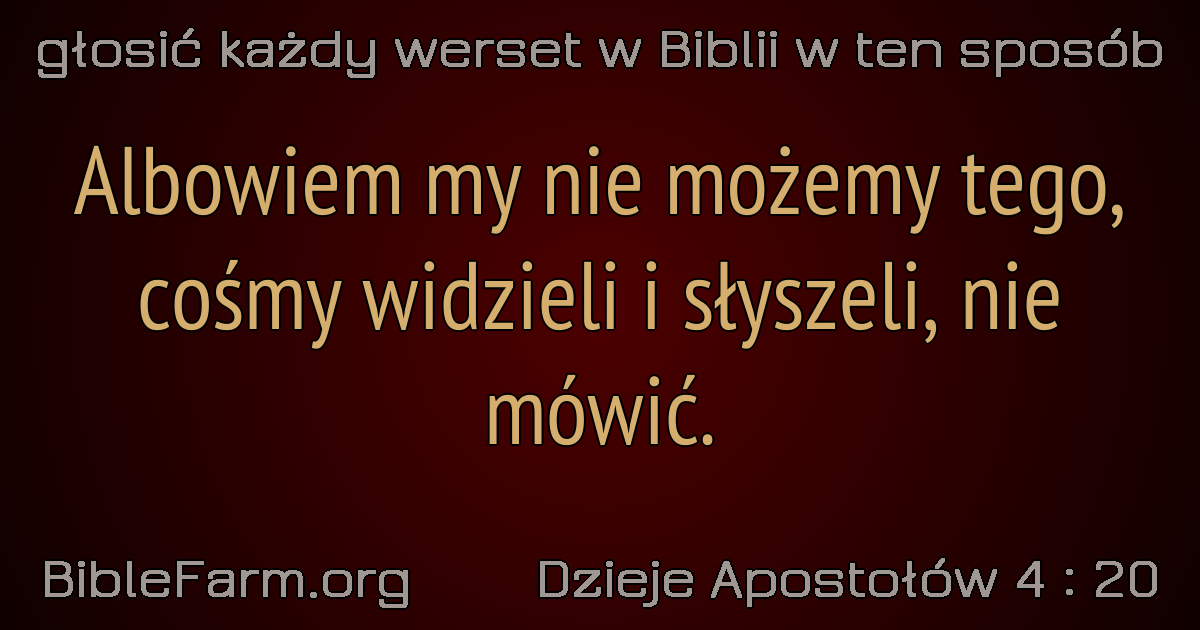 głosić każdy werset w Biblii w ten sposób
Albowiem my nie możemy tego,
cośmy widzieli i słyszeli, nie
mówić.
BibleFarm.org
Dzieje Apostołów 4 : 20